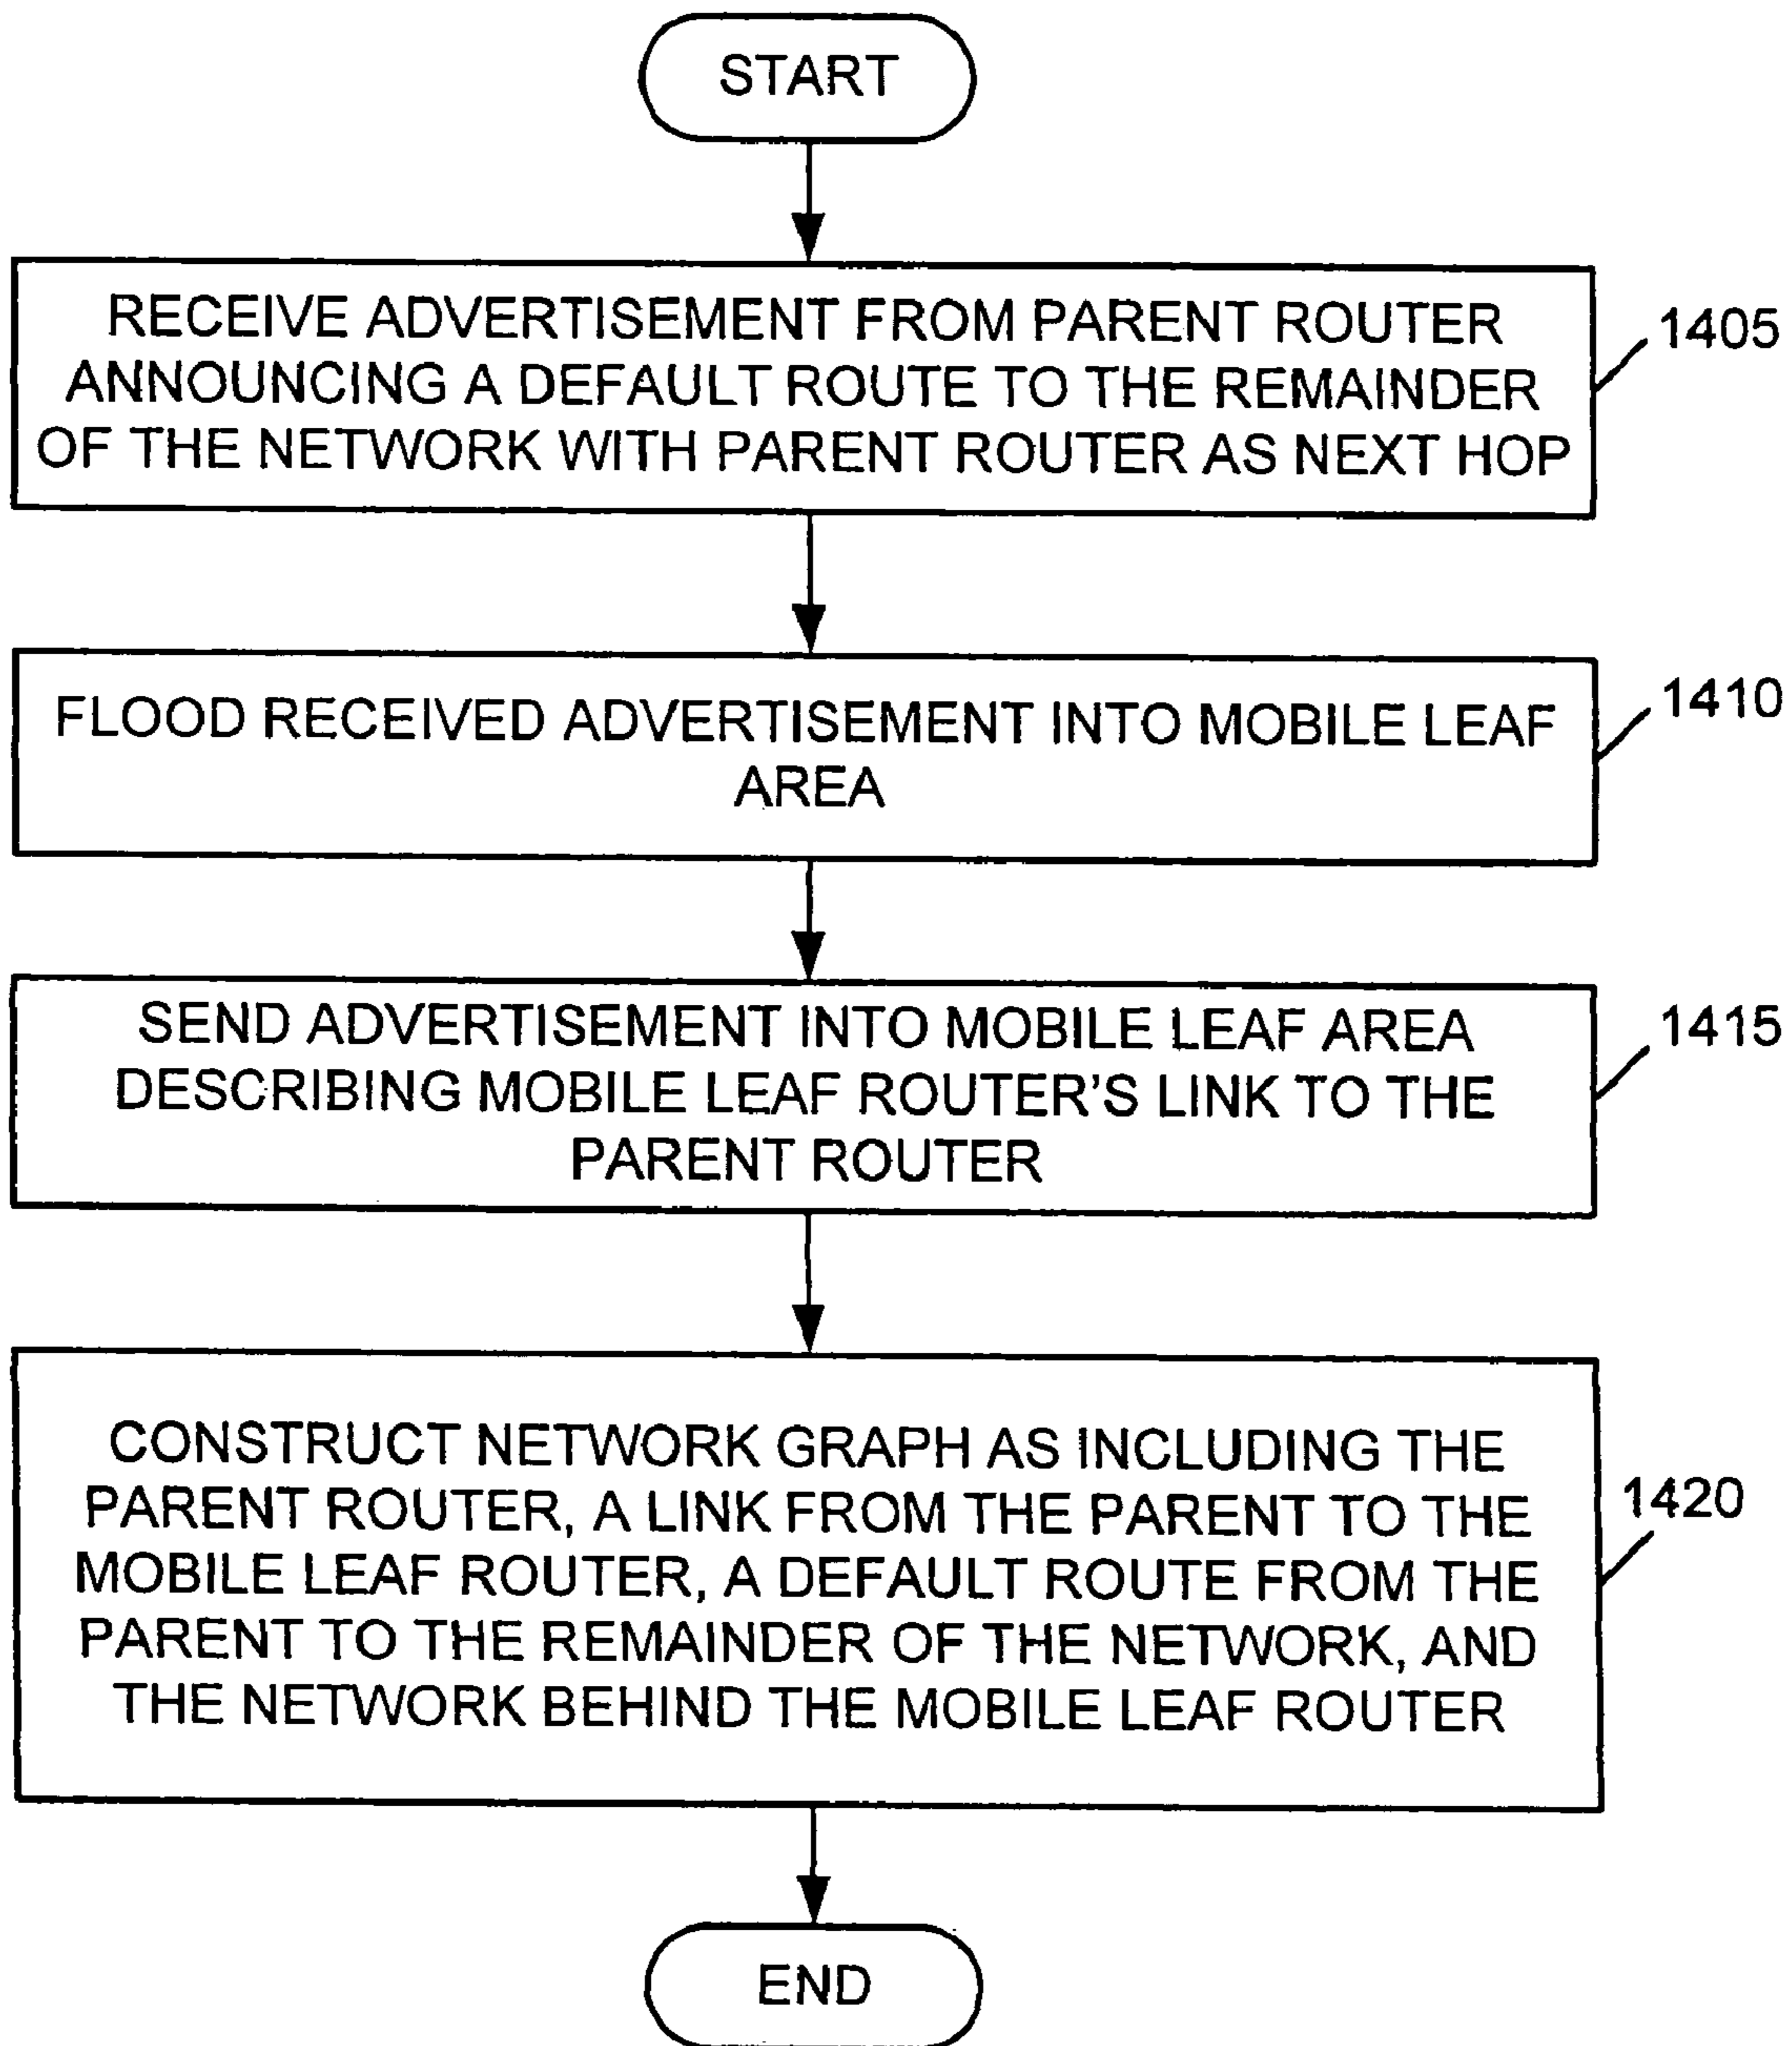 START
RECEIVE ADVERTISEMENT FROM PARENT ROUTER
ANNOUNCING A DEFAULT ROUTE TO THE REMAINDER
OF THE NETWORK WITH PARENT ROUTER AS NEXT HOP
1405
FLOOD RECEIVED ADVERTISEMENT INTO MOBILE LEAF
AREA
1410
SEND ADVERTISEMENT INTO MOBILE LEAF AREA
DESCRIBING MOBILE LEAF ROUTER'S LINK TO THE
PARENT ROUTER
1415
CONSTRUCT NETWORK GRAPH AS INCLUDING THE
PARENT ROUTER, A LINK FROM THE PARENT TO THE
MOBILE LEAF ROUTER, A DEFAULT ROUTE FROM THE
PARENT TO THE REMAINDER OF THE NETWORK, AND
THE NETWORK BEHIND THE MOBILE LEAF ROUTER
1420
END